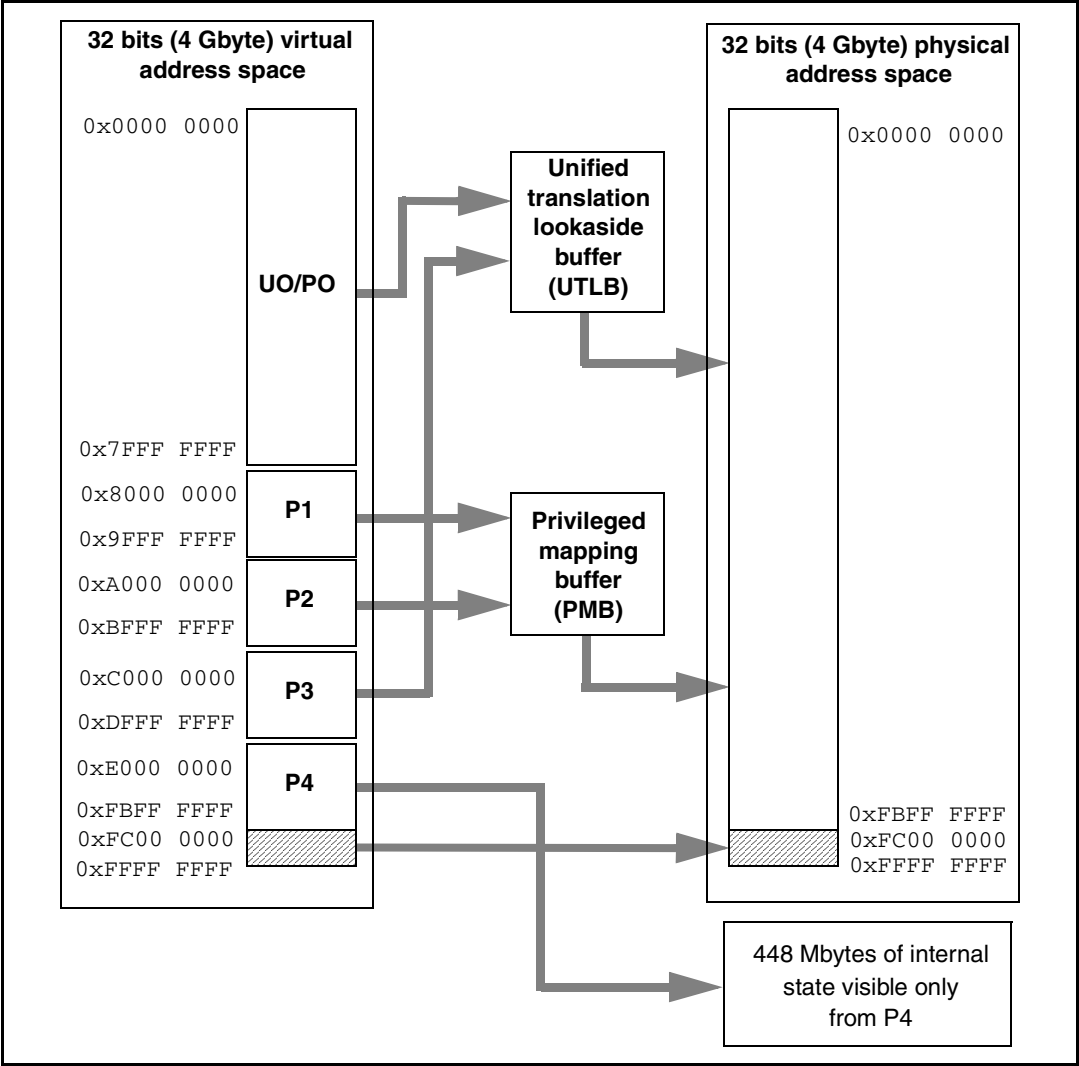 32 bits (4 Gbyte) virtual
address space
0x0000 0000
UO/PO
0x7FFF FFFF
0x8000 0000
P1
0x9FFF FFFF
0xA000 0000
P2
0xBFFF FFFF
0xC000 0000
P3
0xDFFF FFFF
0xE000 0000
P4
0xFBFF FFFF
0xFC00 0000
0xFFFF FFFF
Unified
translation
lookaside
buffer
(UTLB)
Privileged
mapping
buffer
(PMB)
32 bits (4 Gbyte) physical
address space
0x0000 0000
0xFBFF FFFF
0xFC00 0000
0xFFFF FFFF
448 Mbytes of internal
state visible only
from P4